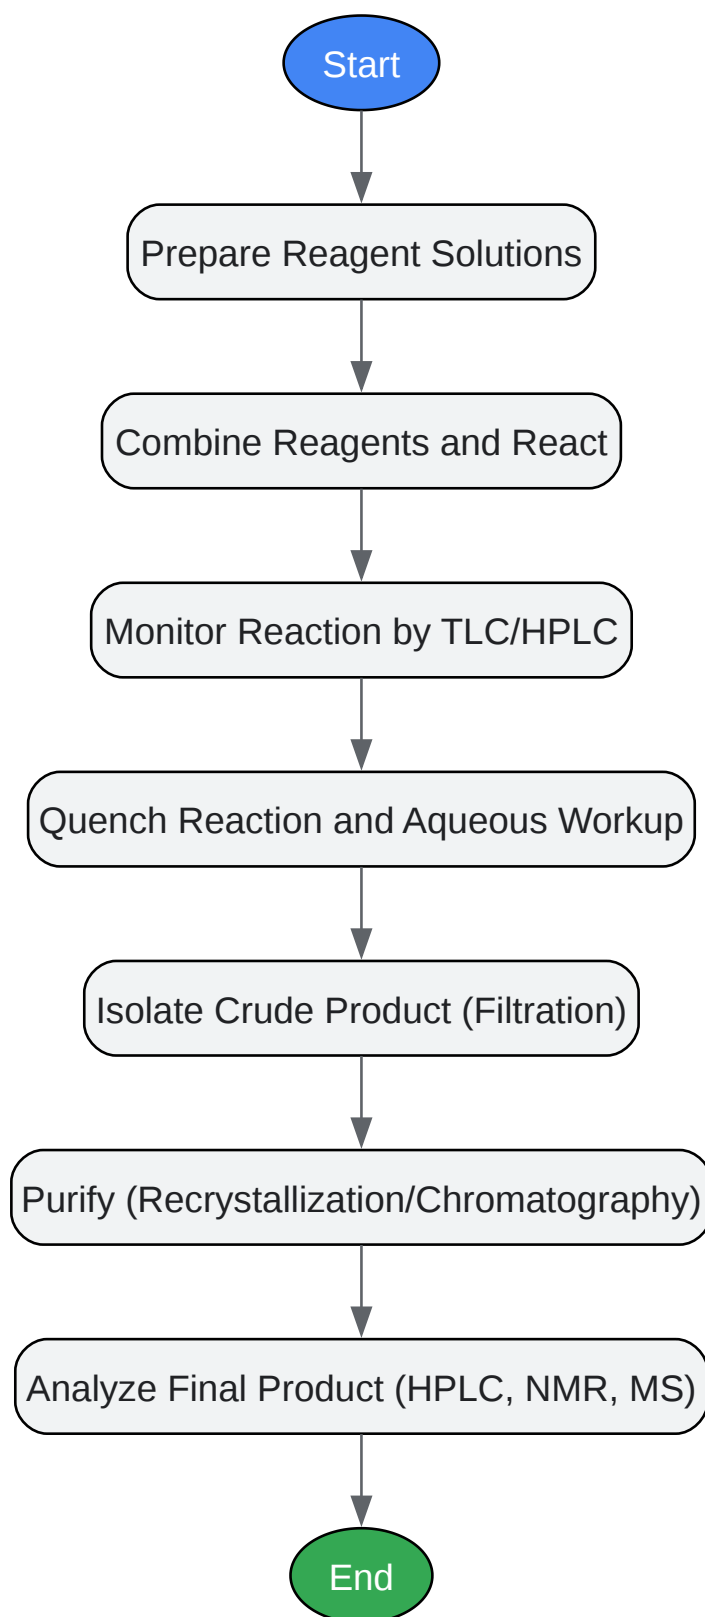 Start
Prepare Reagent Solutions
Combine Reagents and React
Monitor Reaction by TLC/HPLC
Quench Reaction and Aqueous Workup
Isolate Crude Product (Filtration)
Purify (Recrystallization/Chromatography)
Analyze Final Product (HPLC, NMR, MS)
End